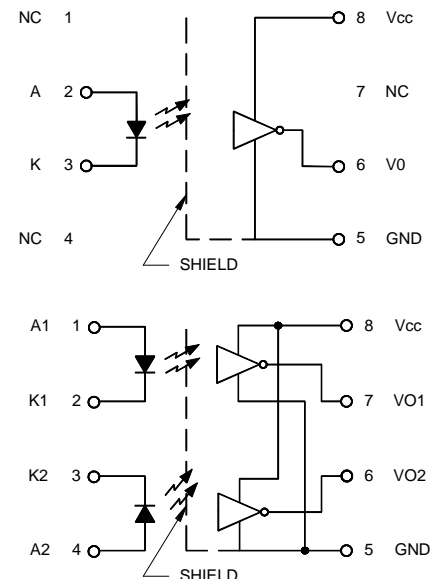 NC 1 8 Vcc
A 2 7 NC
K 3 6 V0
NC 4 5 GND
SHIELD
A1 1 8 Vcc
K1 2 7 VO1
K2 3 6 VO2
A2 4 5 GND
SHIELD